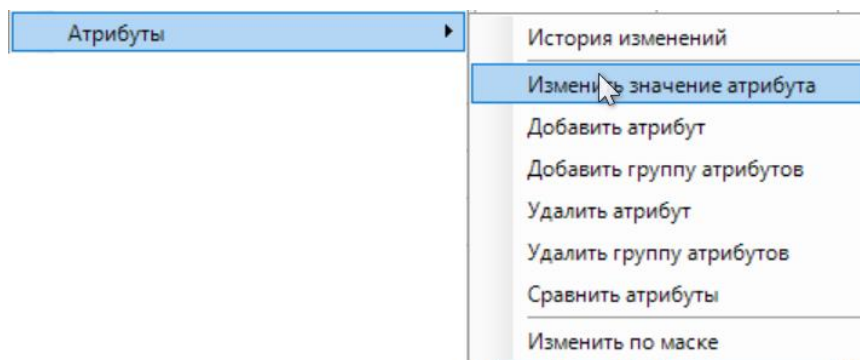 Атрибуты
История изменений
Изменить значение атрибута
Добавить атрибут
Добавить группу атрибутов
Удалить атрибут
Удалить группу атрибутов
Сравнить атрибуты
Изменить по маске